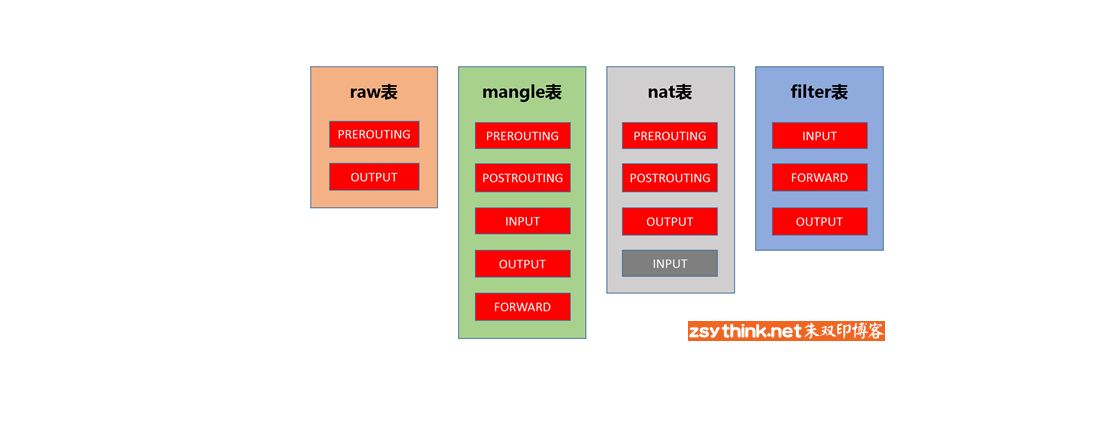 raw表
PREROUTING
OUTPUT
mangle表
PREROUTING
POSTROUTING
INPUT
OUTPUT
FORWARD
nat表
PREROUTING
POSTROUTING
OUTPUT
INPUT
filter表
INPUT
FORWARD
OUTPUT
zsythink.net朱双印博客